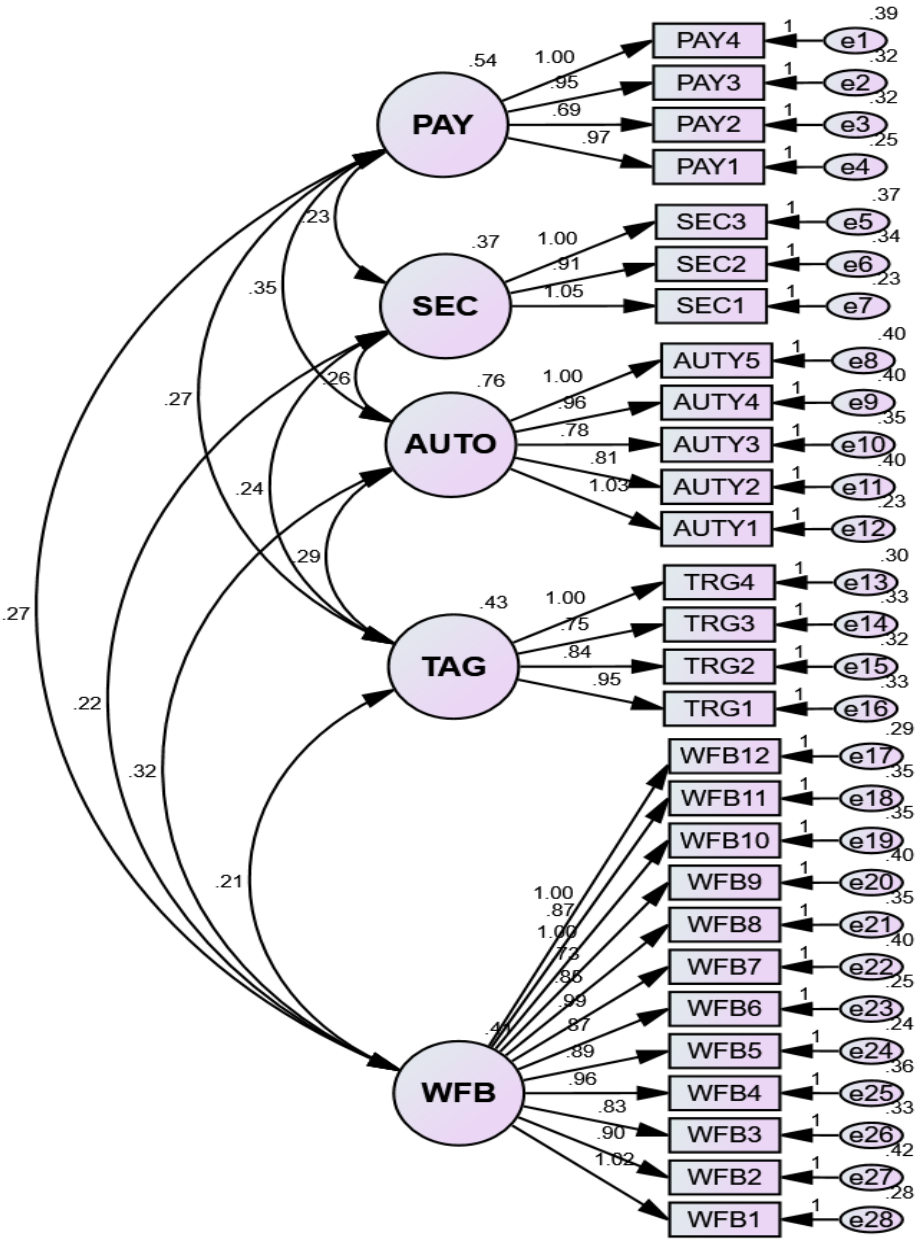 .39
1.00 PAY4 1 e1
.54 .32
.95 PAY3 1 e2
.32
PAY .69 PAY2 1 e3
.25
.97 PAY1 1 e4
.37
.23 1.00 SEC3 1 e5
.37 .34
.91 SEC2 1 e6
.23
.35 SEC 1.05 SEC1 1 e7
.40
.26 .76 1.00 AUTY5 1 e8
.40
.27 .96 AUTY4 1 e9
.35
AUTO .78 AUTY3 1 e10
.40
.24 .81 AUTY2 1 e11
.23
1.03 AUTY1 1 e12
.30
.29 1.00 TRG4 1 e13
.43 .33
.27 .75 TRG3 1 e14
.32
TAG .84 TRG2 1 e15
.33
.22 .95 TRG1 1 e16
.29
.32 1.00 WFB12 1 e17
.35
.87 WFB11 1 e18
.35
1.00 WFB10 1 e19
.40
.21 .73 WFB9 1 e20
.35
.85 WFB8 1 e21
.40
.99 WFB7 1 e22
.25
.41 .87 WFB6 1 e23
.24
.89 WFB5 1 e24
.36
WFB .96 WFB4 1 e25
.33
.83 WFB3 1 e26
.42
.90 WFB2 1 e27
.28
1.02 WFB1 1 e28